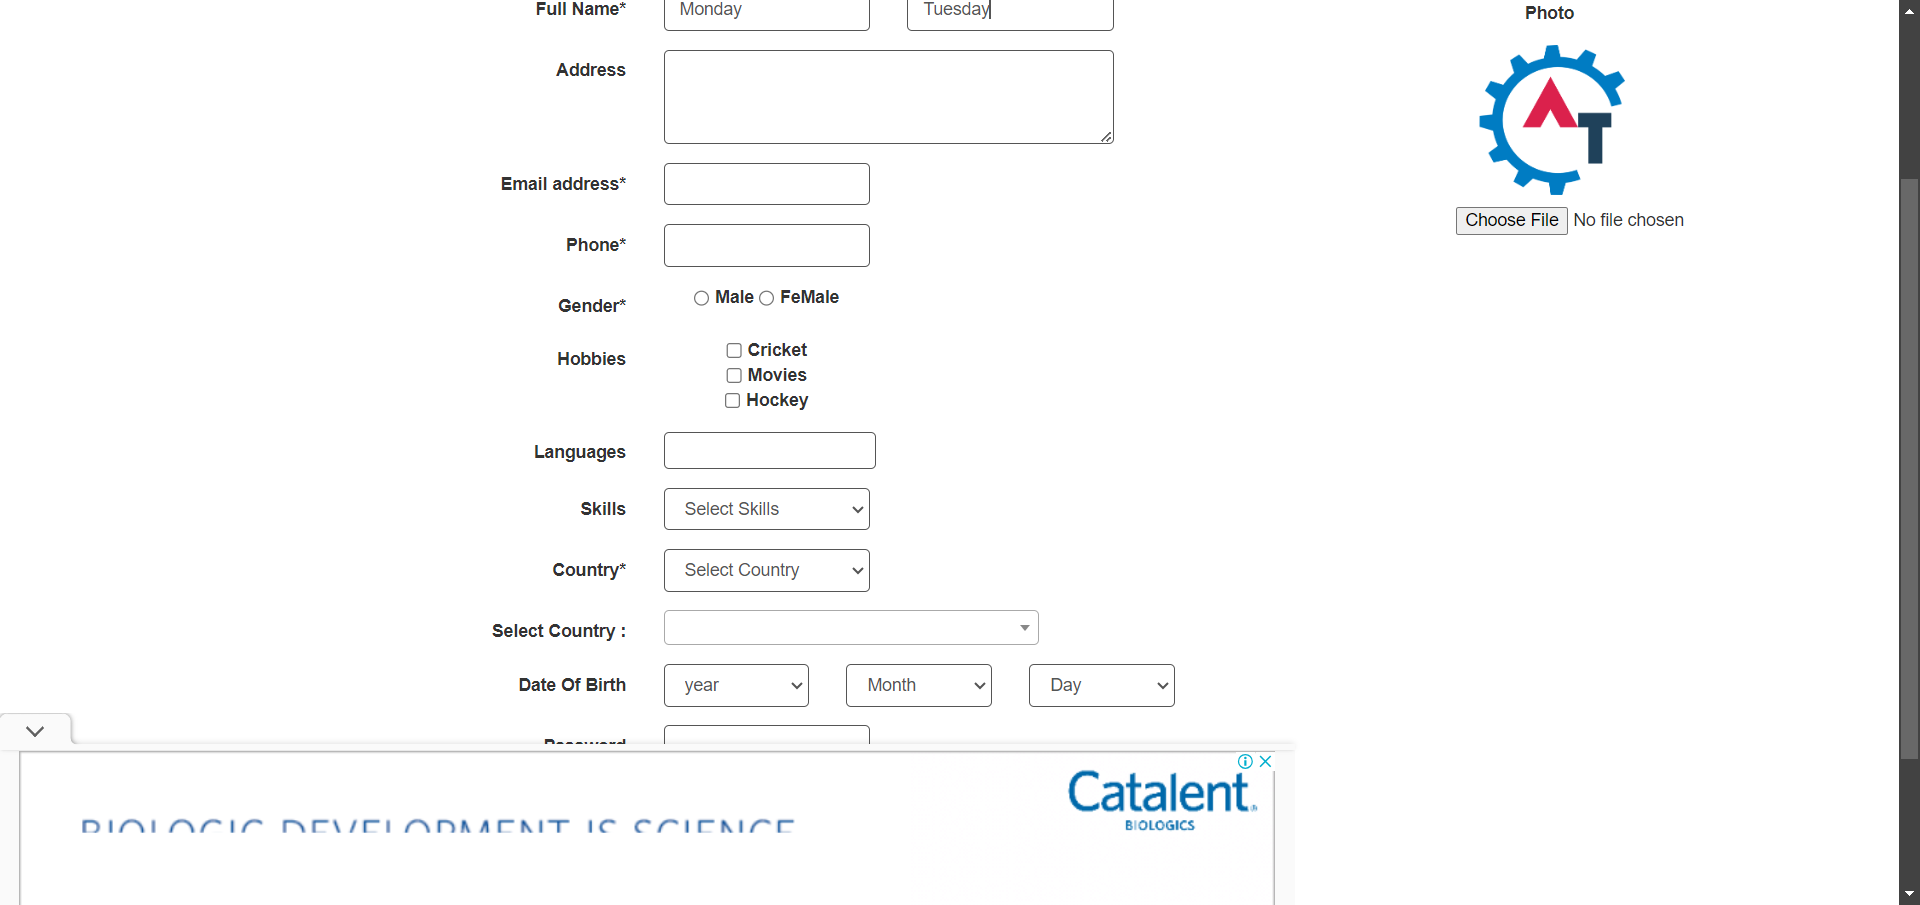 Full Name* Monday Tuesday
Photo
Address
AT
Email address*
Choose File No file chosen
Phone*
Gender* Male FeMale
Hobbies
Cricket
Movies
Hockey
Languages
Skills Select Skills
Country* Select Country
Select Country :
Date Of Birth year Month Day
Password
Catalent
BIOLOGICS
BIOLOGIC DEVELOPMENT IS SCIENCE